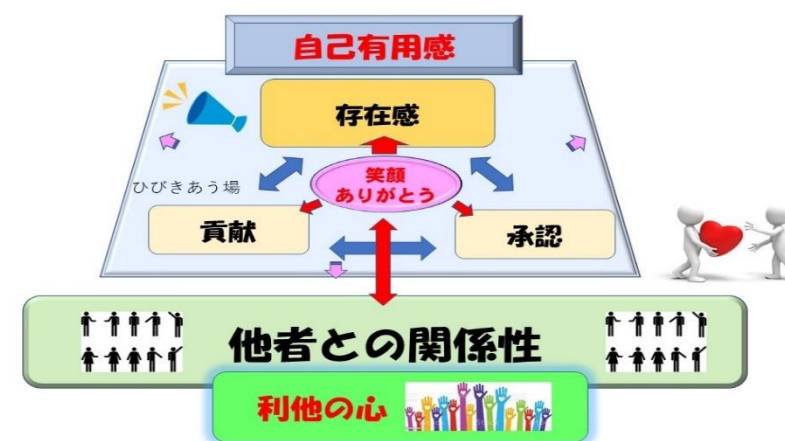 自己有用感
存在感
笑顔
ありがとう
ひびきあう場
貢献
承認
他者との関係性
利他の心